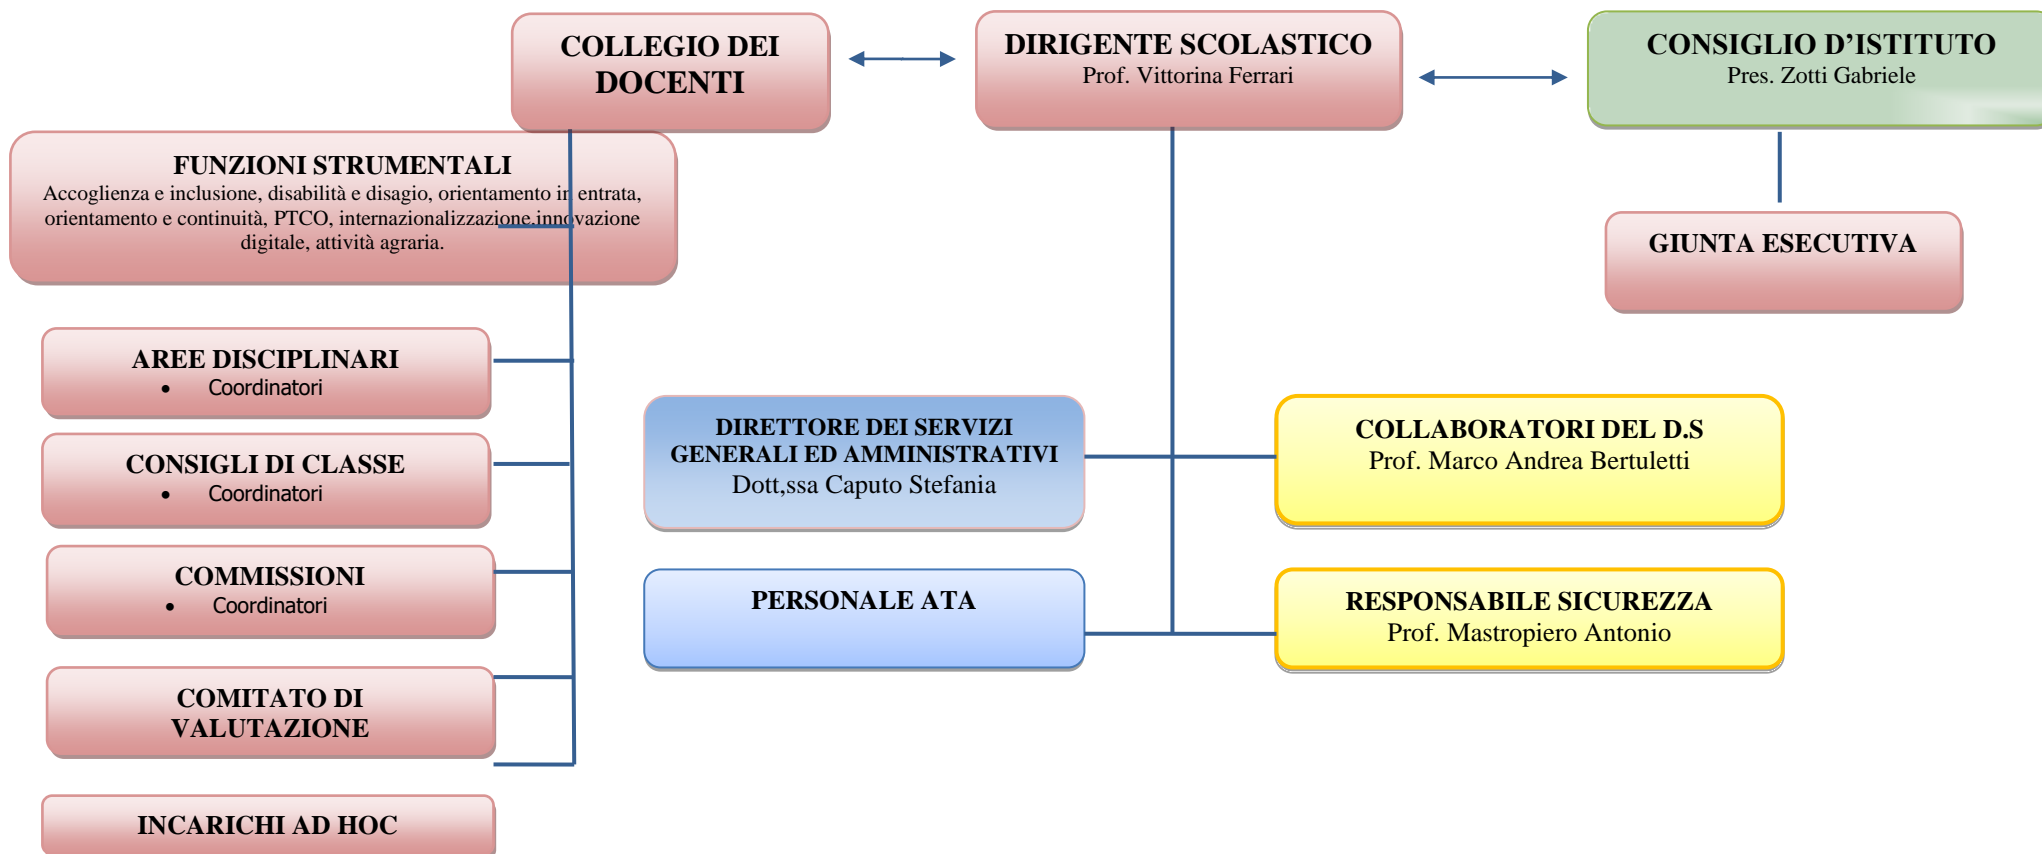 COLLEGIO DEI
DOCENTI
DIRIGENTE SCOLASTICO
Prof. Vittorina Ferrari
CONSIGLIO D’ISTITUTO
Pres. Zotti Gabriele
FUNZIONI STRUMENTALI
Accoglienza e inclusione, disabilità e disagio, orientamento in entrata,
orientamento e continuità, PTCO, internazionalizzazione,innovazione
digitale, attività agraria.
GIUNTA ESECUTIVA
AREE DISCIPLINARI
• Coordinatori
CONSIGLI DI CLASSE
• Coordinatori
COMMISSIONI
• Coordinatori
COMITATO DI
VALUTAZIONE
INCARICHI AD HOC
DIRETTORE DEI SERVIZI
GENERALI ED AMMINISTRATIVI
Dott,ssa Caputo Stefania
COLLABORATORI DEL D.S
Prof. Marco Andrea Bertuletti
PERSONALE ATA
RESPONSABILE SICUREZZA
Prof. Mastropiero Antonio